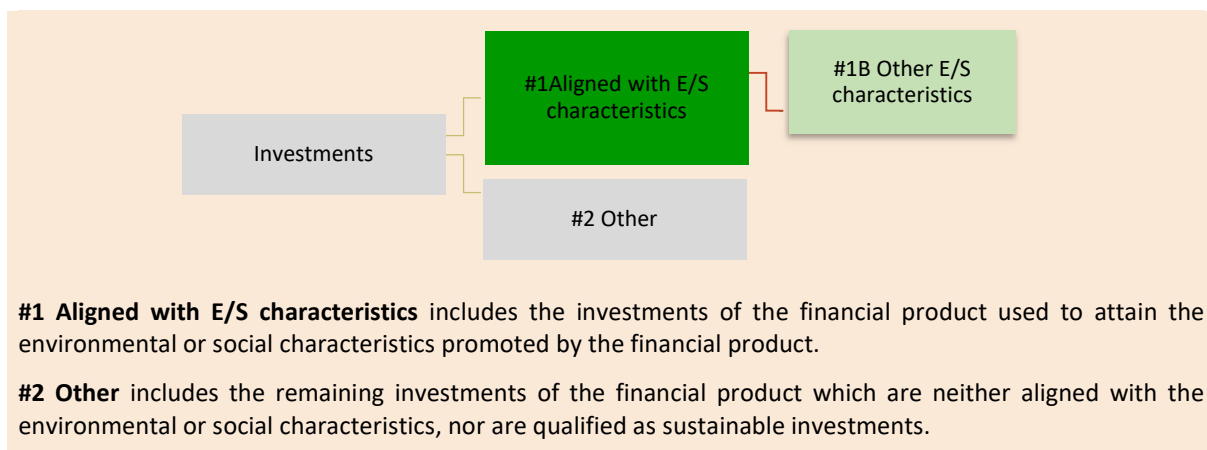 #1Aligned with E/S
characteristics
#1B Other E/S
characteristics
Investments
#2 Other
#1 Aligned with E/S characteristics includes the investments of the financial product used to attain the
environmental or social characteristics promoted by the financial product.
#2 Other includes the remaining investments of the financial product which are neither aligned with the
environmental or social characteristics, nor are qualified as sustainable investments.